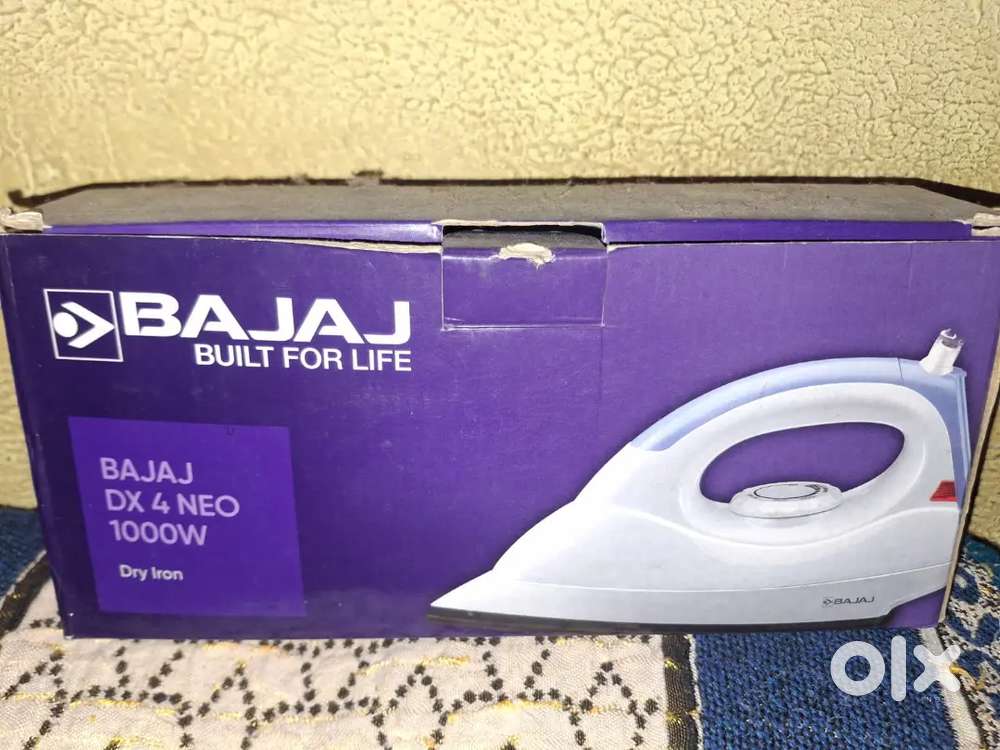 BAJAJ
BUILT FOR LIFE
BAJAJ
DX 4 NEO
1000W
Dry Iron
BAJAJ
olx